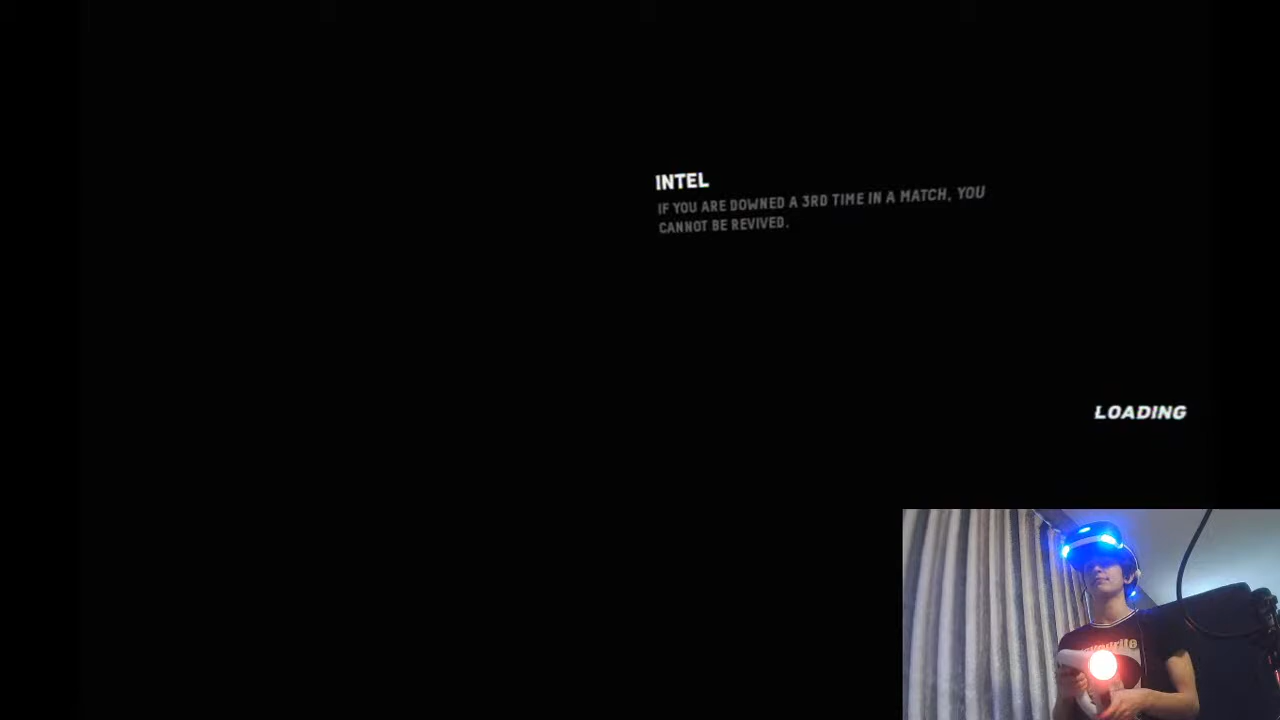 INTEL
IF YOU ARE DOWNED A 3RD TIME IN A MATCH, YOU
CANNOT BE REVIVED.
LOADING